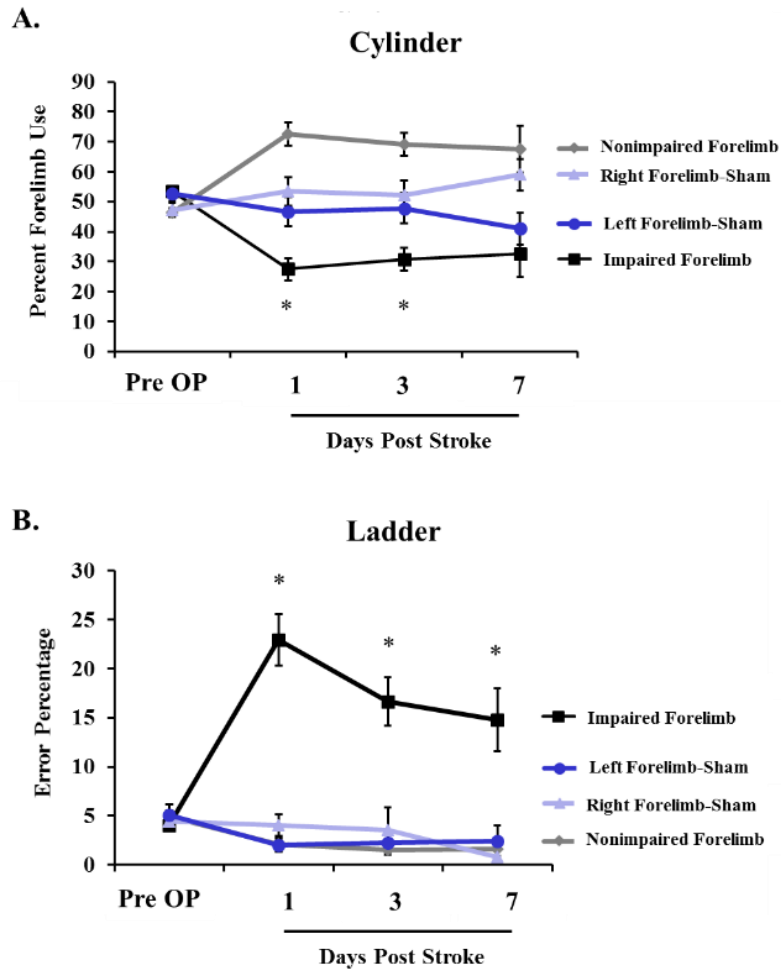 A.
Cylinder
90
80
70
60
50
40
30
20
10
0
Percent Forelimb Use
* *
Pre OP 1 3 7
Days Post Stroke
Nonimpaired Forelimb
Right Forelimb-Sham
Left Forelimb-Sham
Impaired Forelimb
B.
Ladder
30
25
20
15
10
5
0
Error Percentage
* * *
Pre OP 1 3 7
Days Post Stroke
Impaired Forelimb
Left Forelimb-Sham
Right Forelimb-Sham
Nonimpaired Forelimb